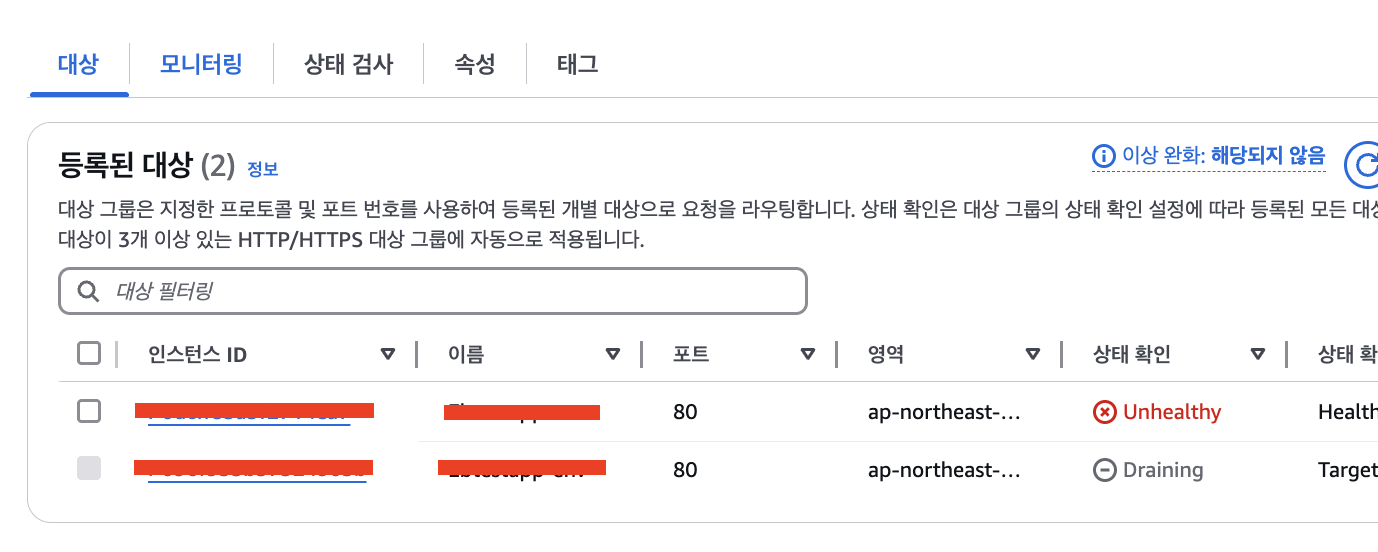 대상 모니터링 상태 검사 속성 태그
등록된 대상 (2) 정보
이상 완화: 해당되지 않음
대상 그룹은 지정한 프로토콜 및 포트 번호를 사용하여 등록된 개별 대상으로 요청을 라우팅합니다. 상태 확인은 대상 그룹의 상태 확인 설정에 따라 등록된 모든
대상이 3개 이상 있는 HTTP/HTTPS 대상 그룹에 자동으로 적용됩니다.
대상 필터링
인스턴스 ID 이름 포트 영역 상태 확인 상태
80 ap-northeast-... Unhealthy Health
80 ap-northeast-... Draining Target